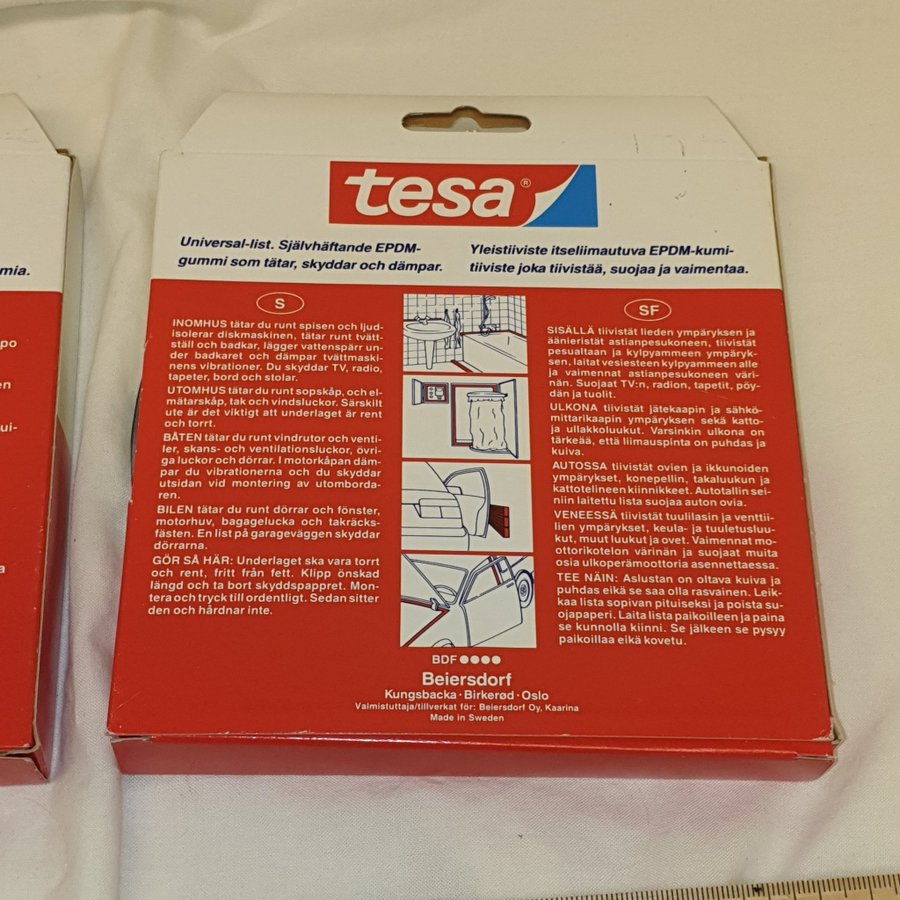 mia.
po
en
ui-
a
tesa®
Universal-list. Självhäftande EPDM-
gummi som tätar, skyddar och dämpar.
Yleistiiviste itseliimautuva EPDM-kumi-
tiiviste joka tiivistää, suojaa ja vaimentaa.
S
INOMHUS tätar du runt spisen och ljud-
isolerar diskmaskinen, tätar runt tvätt-
ställ och badkar, lägger vattenspärr un-
der badkaret och dämpar tvättmaski-
nens vibrationer. Du skyddar TV, radio,
tapeter, bord och stolar.
UTOMHUS tätar du runt sopskåp, och el-
mätarskåp, tak och vindsluckor. Särskilt
ute är det viktigt att underlaget är rent
och torrt.
BÅTEN tätar du runt vindrutor och venti-
ler, skans- och ventilationsluckor, övri-
ga luckor och dörrar. I motorkåpan däm-
par du vibrationerna och du skyddar
utsidan vid montering av utomborda-
ren.
BILEN tätar du runt dörrar och fönster,
motorhuv, bagagelucka och takräcks-
fästen. En list på garageväggen skyddar
dörrarna.
GÖR SÅ HÄR: Underlaget ska vara torrt
och rent, fritt från fett. Klipp önskad
längd och ta bort skyddspappret. Mon-
tera och tryck till ordentligt. Sedan sitter
den och hårdnar inte.
SF
SISÄLLÄ tiivistät lieden ympäryksen ja
äänieristät astianpesukoneen, tiivistät
pesualtaan ja kylpyammeen ympäryk-
sen, laitat vesiesteen kylpyammeen alle
ja vaimennat astianpesukoneen väri-
nän. Suojaat TV:n, radion, tapetit, pöy-
dän ja tuolit.
ULKONA tiivistät jätekaapin ja sähkö-
mittarikaapin ympäryksen sekä katto-
ja ullakkoluukut. Varsinkin ulkona on
tärkeää, että liimauspinta on puhdas ja
kuiva.
AUTOSSA tiivistät ovien ja ikkunoiden
ympärykset, konepellin, takaluukun ja
kattotelineen kiinnikkeet. Autotallin sei-
niin laitettu lista suojaa auton ovia.
VENEESSÄ tiivistät tuulilasin ja venttii-
lien ympärykset, keula- ja tuuletusluu-
kut, muut luukut ja ovet. Vaimennat mo-
ottorikotelon värinän ja suojaat muita
osia ulkoperämoottoria asennettaessa.
TEE NÄIN: Aslustan on oltava kuiva ja
puhdas eikä se saa olla rasvainen. Leik-
kaa lista sopivan pituiseksi ja poista su-
ojapaperi. Laita lista paikoilleen ja paina
se kunnolla kiinni. Se jälkeen se pysyy
paikoillaa eikä kovetu.
BDF
Beiersdorf
Kungsbacka · Birkerød · Oslo
Valmistuttaja/tillverkat för: Beiersdorf Oy, Kaarina
Made in Sweden